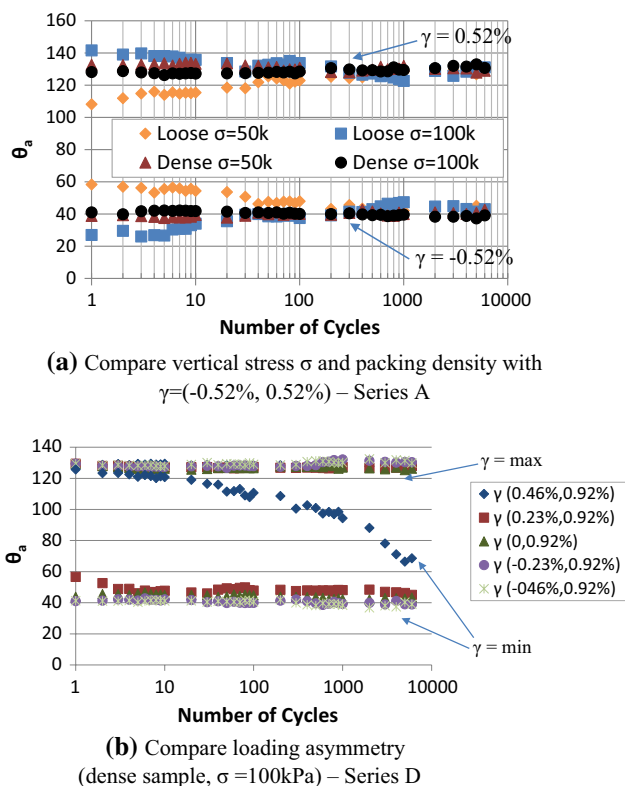 160
140
120
100
80
60
40
20
0
θa
γ = 0.52%
Loose σ=50k
Loose σ=100k
Dense σ=50k
Dense σ=100k
γ = -0.52%
1
10
100
1000
10000
Number of Cycles
(a) Compare vertical stress σ and packing density with
γ=(-0.52%, 0.52%) – Series A
140
120
100
80
60
40
20
0
θa
γ = max
γ (0.46%,0.92%)
γ (0.23%,0.92%)
γ (0,0.92%)
γ (-0.23%,0.92%)
γ (-046%,0.92%)
γ = min
1
10
100
1000
10000
Number of Cycles
(b) Compare loading asymmetry
(dense sample, σ =100kPa) – Series D